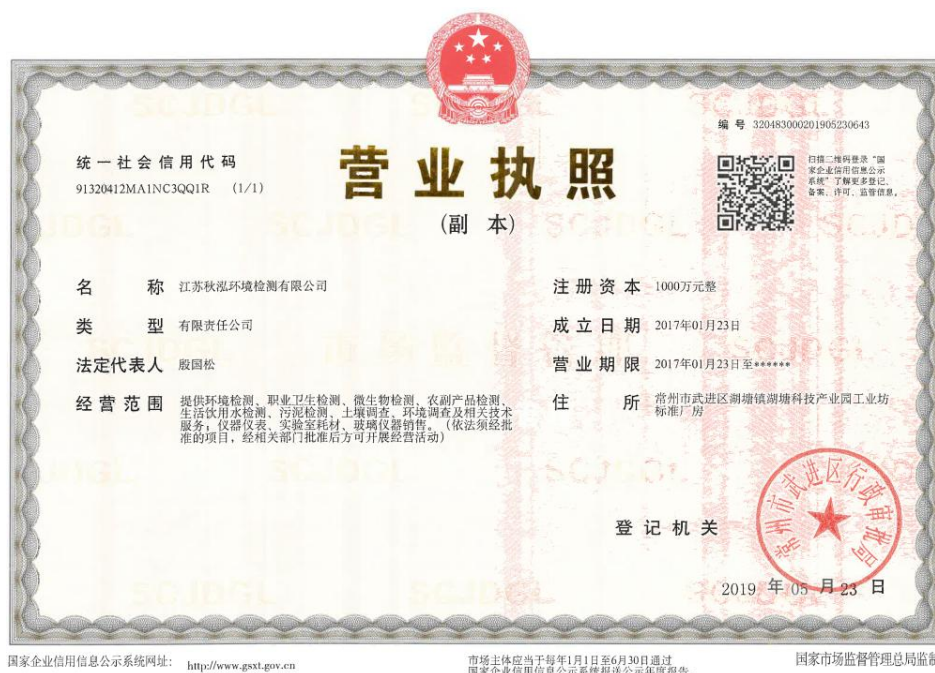 编 号 320483000201905230643
统一社会信用代码
91320412MA1NC3QQ1R (1/1)
营业执照
(副 本)
扫描二维码登录“国
家企业信用信息公示
系统”了解更多登记、
备案、许可、监管信息。
名 称 江苏秋泓环境检测有限公司
类 型 有限责任公司
法定代表人 殷国松
经营范围 提供环境检测、职业卫生检测、微生物检测、农副产品检测、
生活饮用水检测、污泥检测、土壤调查、环境调查及相关技术
服务；仪器仪表、实验室耗材、玻璃仪器销售。（依法须经批
准的项目，经相关部门批准后方可开展经营活动）
注册资本 1000万元整
成立日期 2017年01月23日
营业期限 2017年01月23日至******
住 所 常州市武进区湖塘镇湖塘科技产业园工业坊
标准厂房
登记机关
常州市武进区行政审批局
2019 年 05 月 23 日
国家企业信用信息公示系统网址： http://www.gsxt.gov.cn
市场主体应当于每年1月1日至6月30日通过
国家企业信用信息公示系统报送公示年度报告
国家市场监督管理总局监制